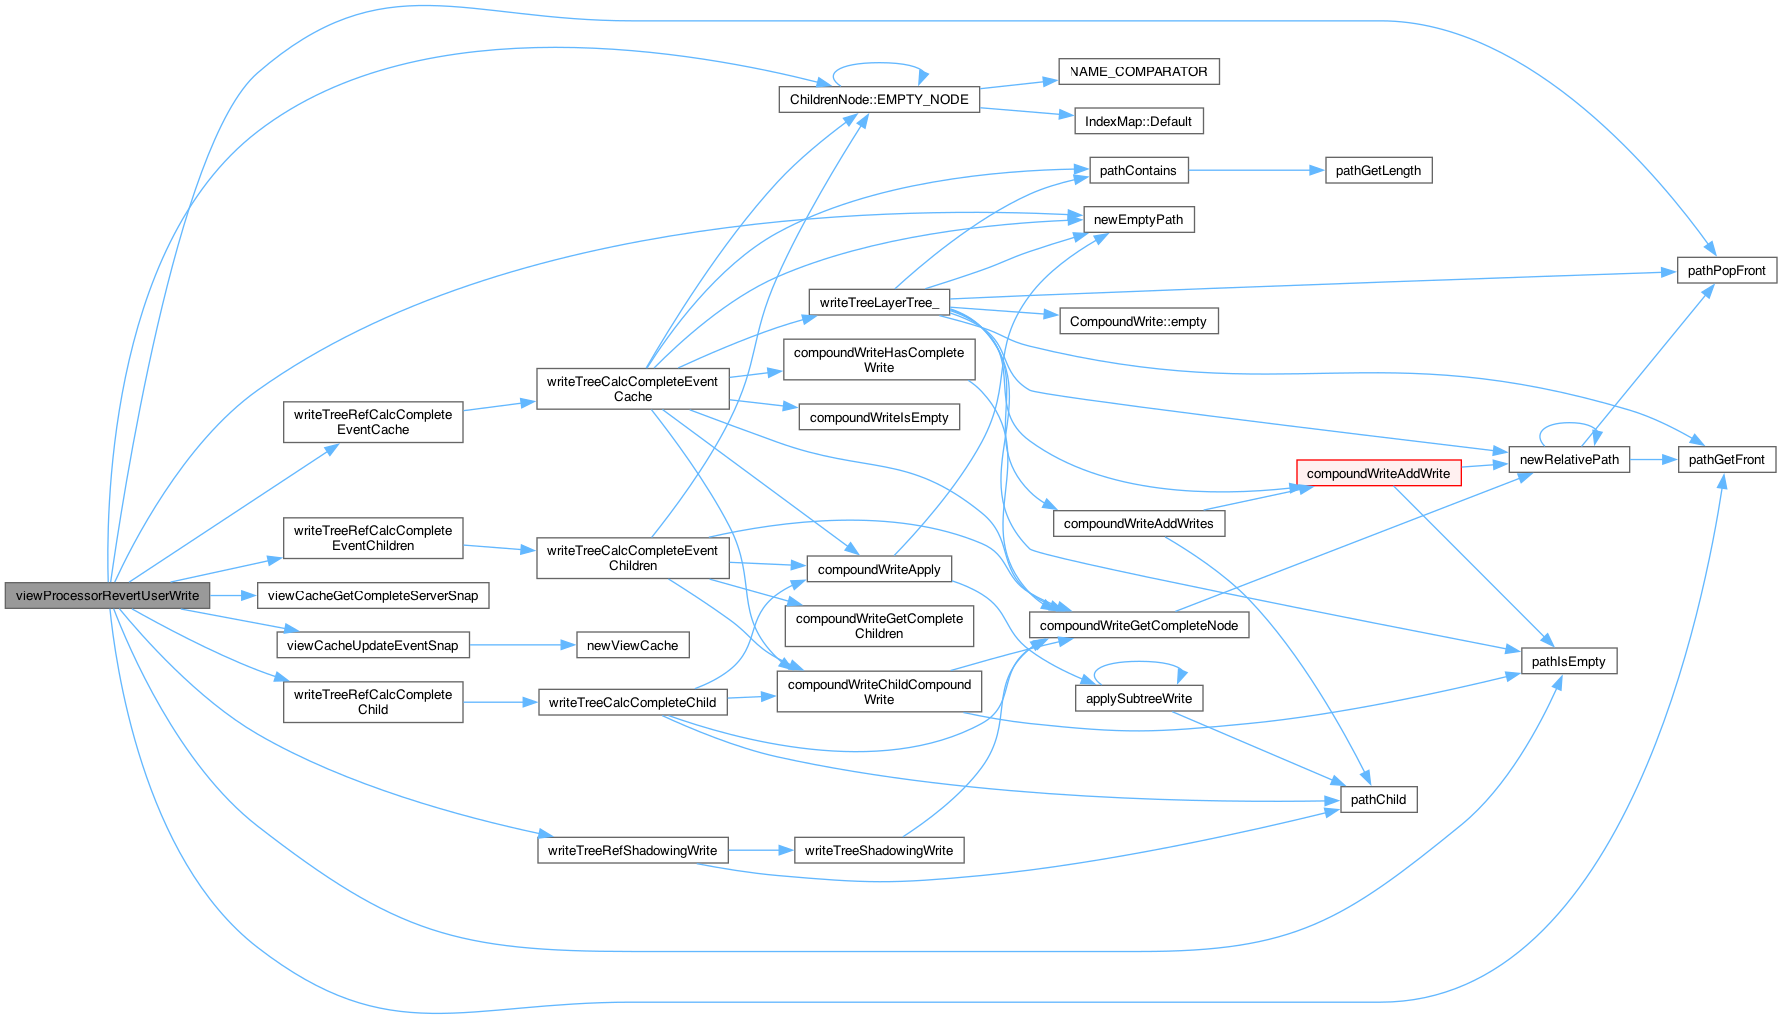 NAME_COMPARATOR
ChildrenNode::EMPTY_NODE
IndexMap::Default
pathContains
pathGetLength
newEmptyPath
pathPopFront
writeTreeLayerTree_
CompoundWrite::empty
compoundWriteHasComplete
Write
writeTreeCalcCompleteEvent
Cache
compoundWriteIsEmpty
writeTreeRefCalcComplete
EventCache
newRelativePath
pathGetFront
compoundWriteAddWrite
compoundWriteAddWrites
writeTreeRefCalcComplete
EventChildren
writeTreeCalcCompleteEvent
Children
compoundWriteApply
viewProcessorRevertUserWrite
viewCacheGetCompleteServerSnap
compoundWriteGetComplete
Children
compoundWriteGetCompleteNode
viewCacheUpdateEventSnap
newViewCache
pathIsEmpty
compoundWriteChildCompound
Write
applySubtreeWrite
writeTreeRefCalcComplete
Child
writeTreeCalcCompleteChild
pathChild
writeTreeRefShadowingWrite
writeTreeShadowingWrite